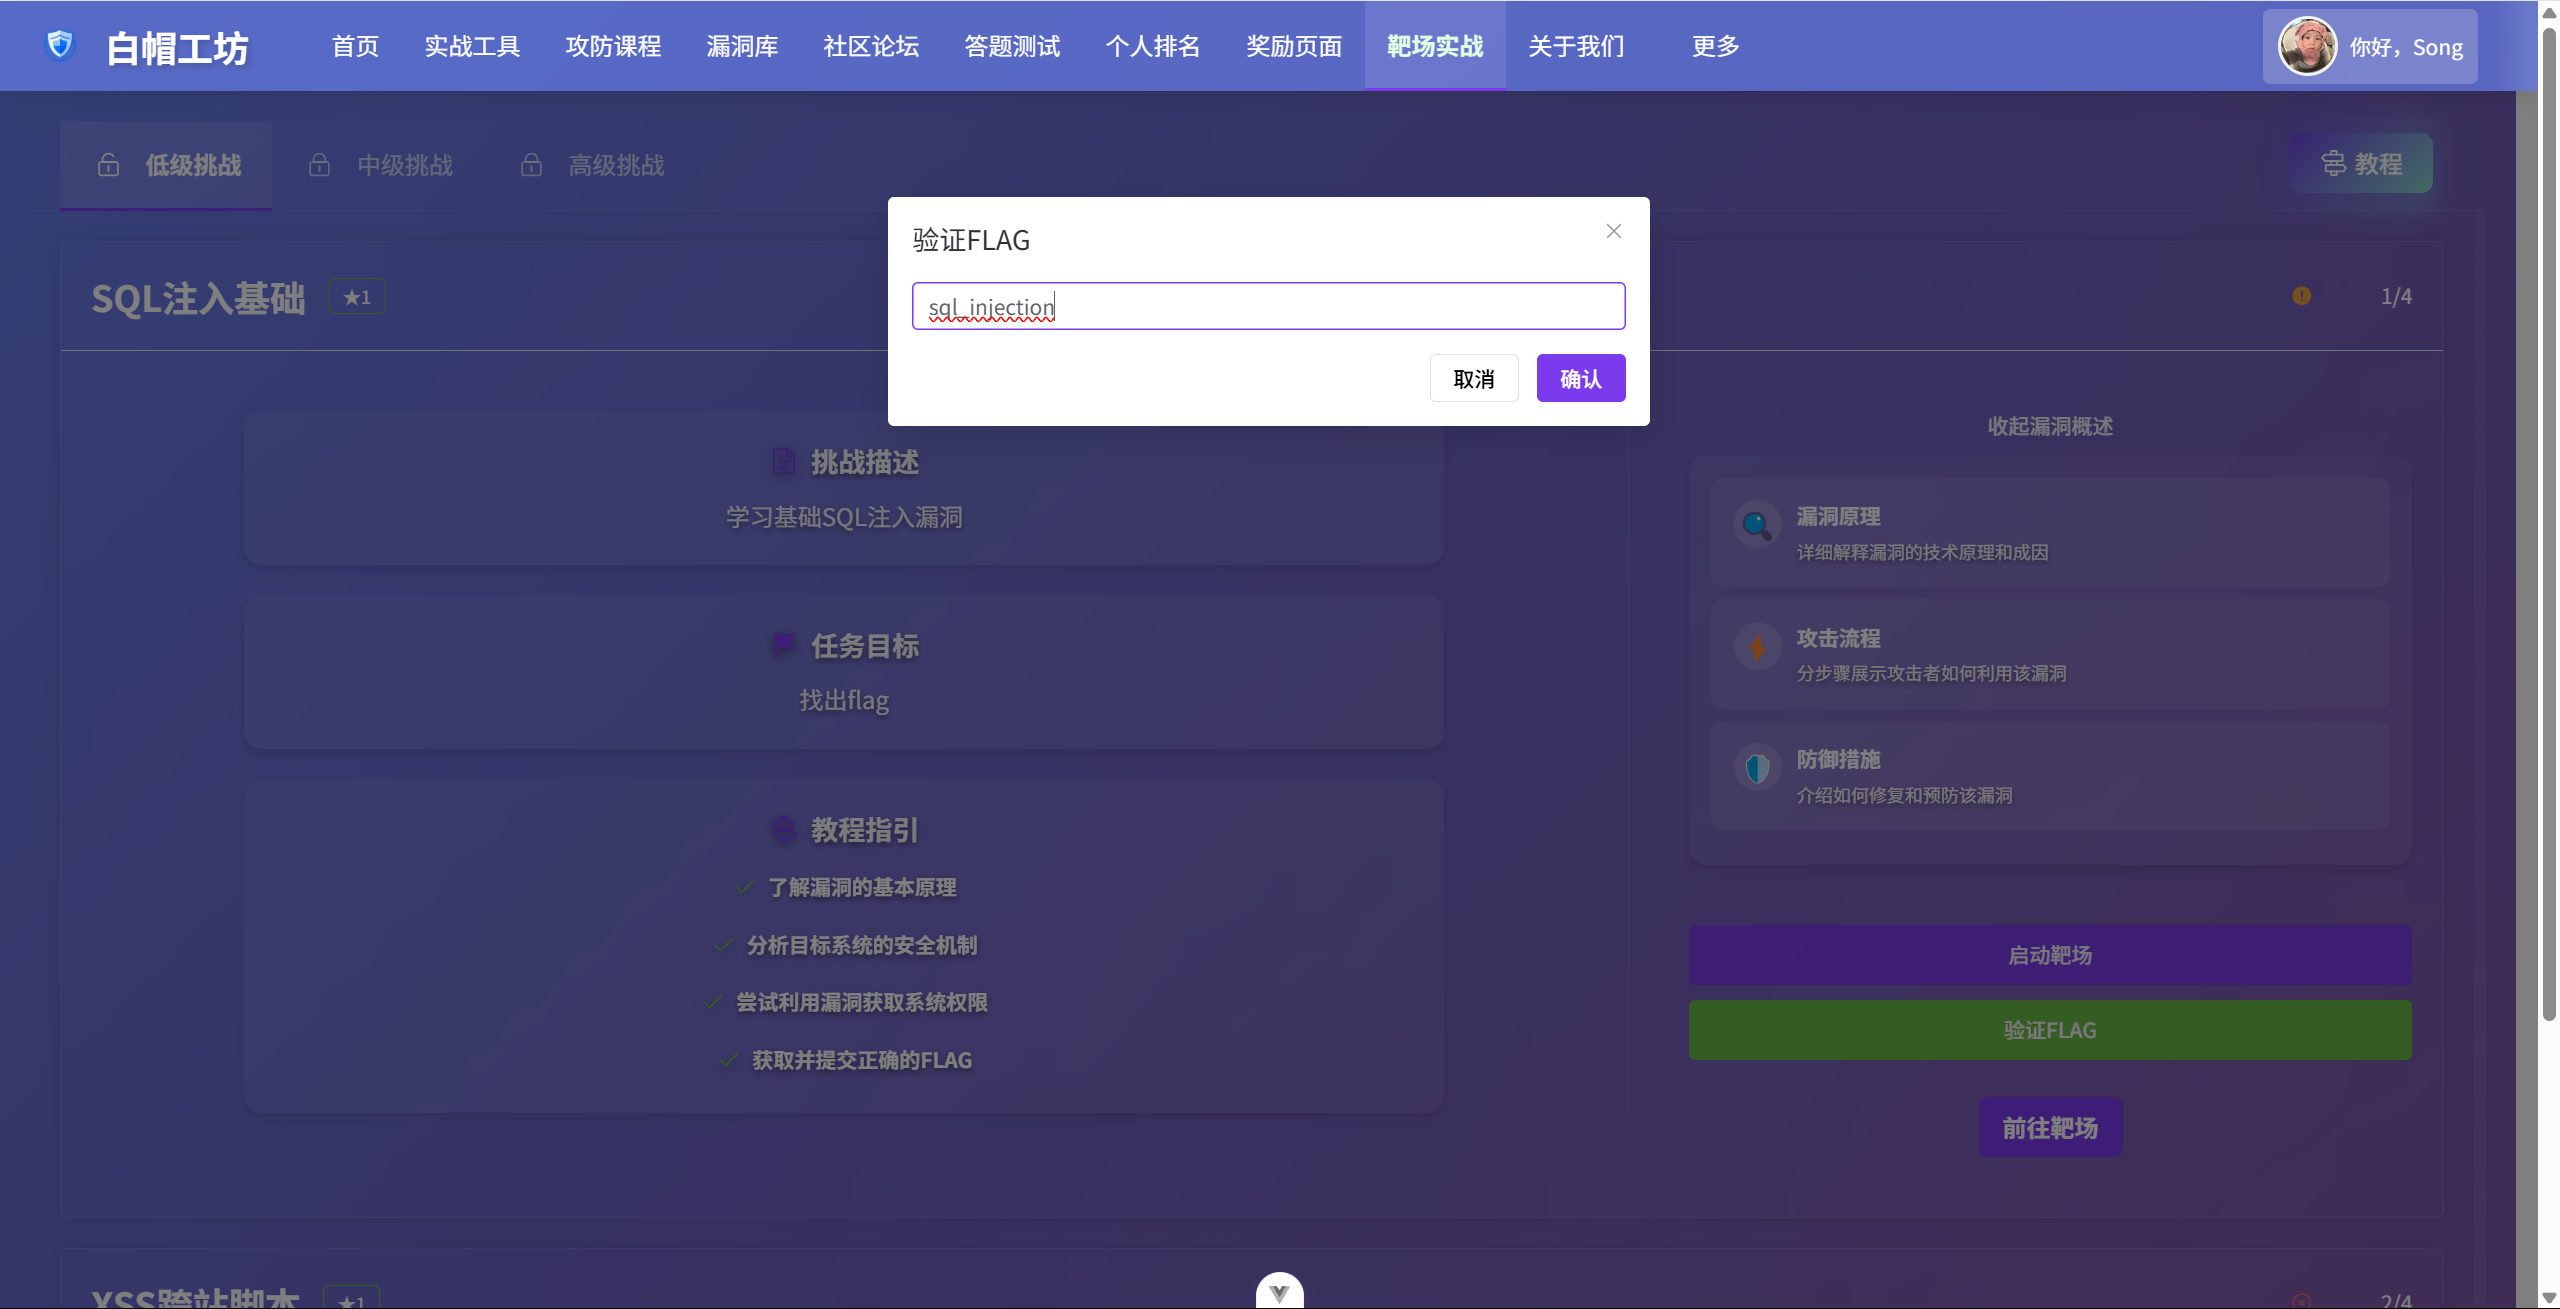 白帽工坊
首页 实战工具 攻防课程 漏洞库 社区论坛 答题测试 个人排名 奖励页面 靶场实战 关于我们 更多
你好，Song
低级挑战 中级挑战 高级挑战
教程
验证FLAG
sql_injection
取消 确认
SQL注入基础 ★1
1/4
挑战描述
学习基础SQL注入漏洞
任务目标
找出flag
教程指引
了解漏洞的基本原理
分析目标系统的安全机制
尝试利用漏洞获取系统权限
获取并提交正确的FLAG
收起漏洞概述
漏洞原理
详细解释漏洞的技术原理和成因
攻击流程
分步骤展示攻击者如何利用该漏洞
防御措施
介绍如何修复和预防该漏洞
启动靶场
验证FLAG
前往靶场
XSS跨站脚本 ★1
2/4